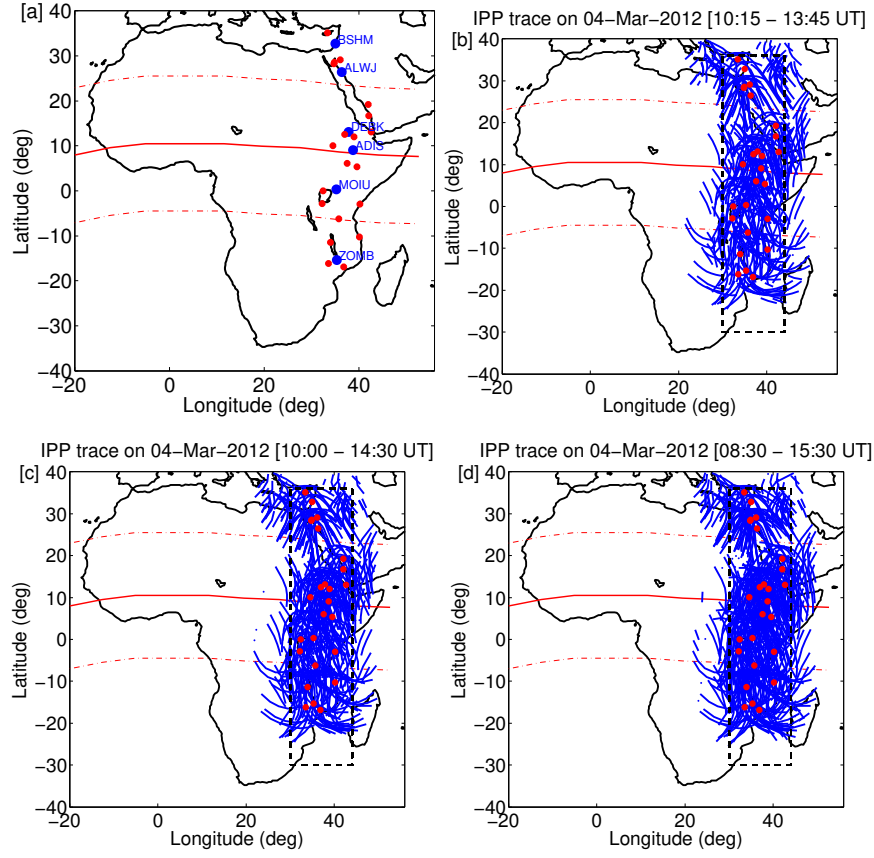 [a]
40
30
20
10
0
−10
−20
−30
−40
−20
0
20
40
Latitude (deg)
Longitude (deg)
BSHM
ALWJ
DEBK
ADIS
MOIU
ZOMB
IPP trace on 04−Mar−2012 [10:15 − 13:45 UT]
[b]
40
30
20
10
0
−10
−20
−30
−40
−20
0
20
40
Latitude (deg)
Longitude (deg)
IPP trace on 04−Mar−2012 [10:00 − 14:30 UT]
[c]
40
30
20
10
0
−10
−20
−30
−40
−20
0
20
40
Latitude (deg)
Longitude (deg)
IPP trace on 04−Mar−2012 [08:30 − 15:30 UT]
[d]
40
30
20
10
0
−10
−20
−30
−40
−20
0
20
40
Latitude (deg)
Longitude (deg)